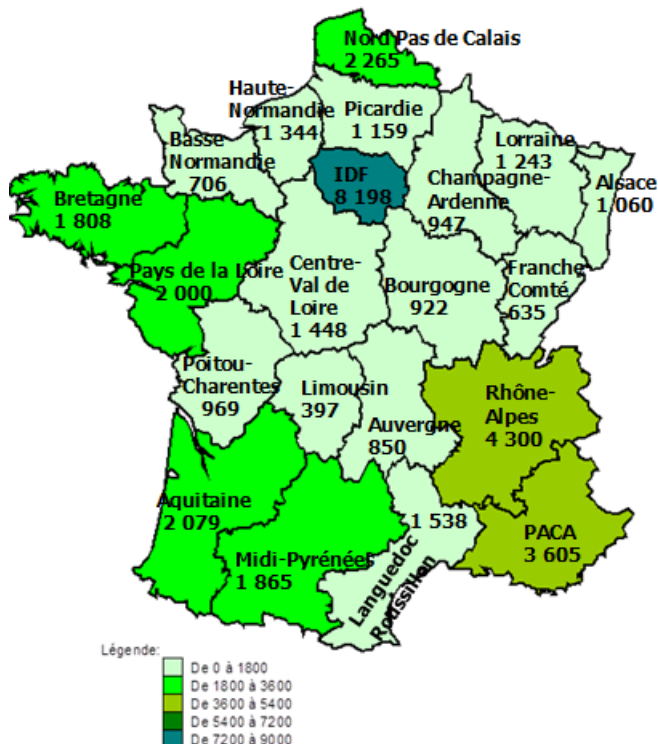 Nord Pas de Calais
2 265
Haute-
Normandie
1 344
Picardie
1 159
Basse
Normandie
706
IDF
8 198
Lorraine
1 243
Champagne-
Ardenne
947
Alsace
1 060
Bretagne
1 808
Pays de la Loire
2 000
Centre-
Val de
Loire
1 448
Bourgogne
922
Franche
Comté
635
Poitou-
Charentes
969
Limousin
397
Auvergne
850
Rhône-
Alpes
4 300
Aquitaine
2 079
Midi-Pyrénées
1 865
1 538
Languedoc
Roussillon
PACA
3 605
Légende:
De 0 à 1800
De 1800 à 3600
De 3600 à 5400
De 5400 à 7200
De 7200 à 9000